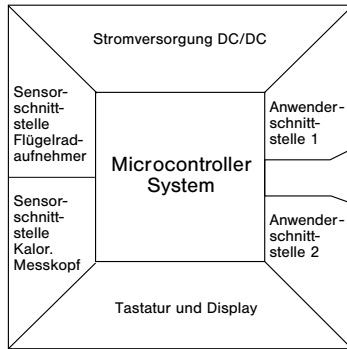 Stromversorgung DC/DC
Sensor-
schnitt-
stelle
Flügelrad-
aufnehmer
Anwender-
schnitt-
stelle 1
Microcontroller
System
Sensor-
schnitt-
stelle
Kalor.
Messkopf
Anwender-
schnitt-
stelle 2
Tastatur und Display